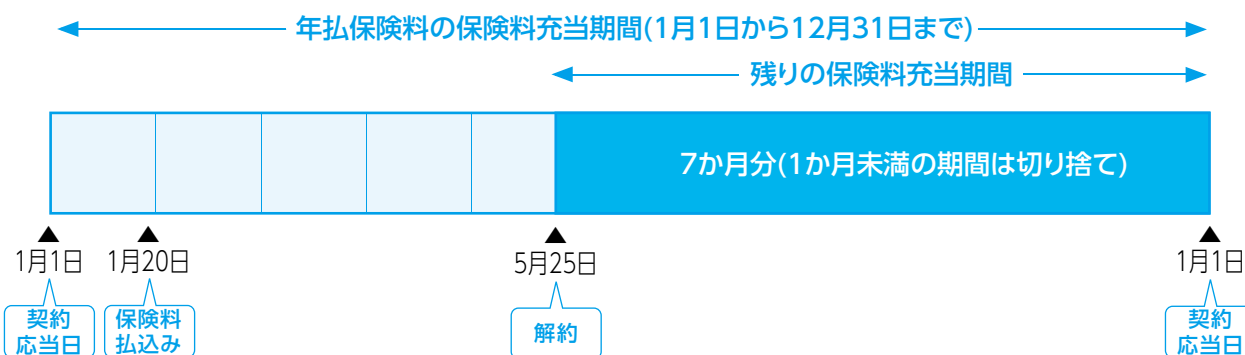 年払保険料の保険料充当期間(1月1日から12月31日まで)
残りの保険料充当期間
7か月分(1か月未満の期間は切り捨て)
1月1日
1月20日
5月25日
1月1日
契約
応当日
保険料
払込み
解約
契約
応当日